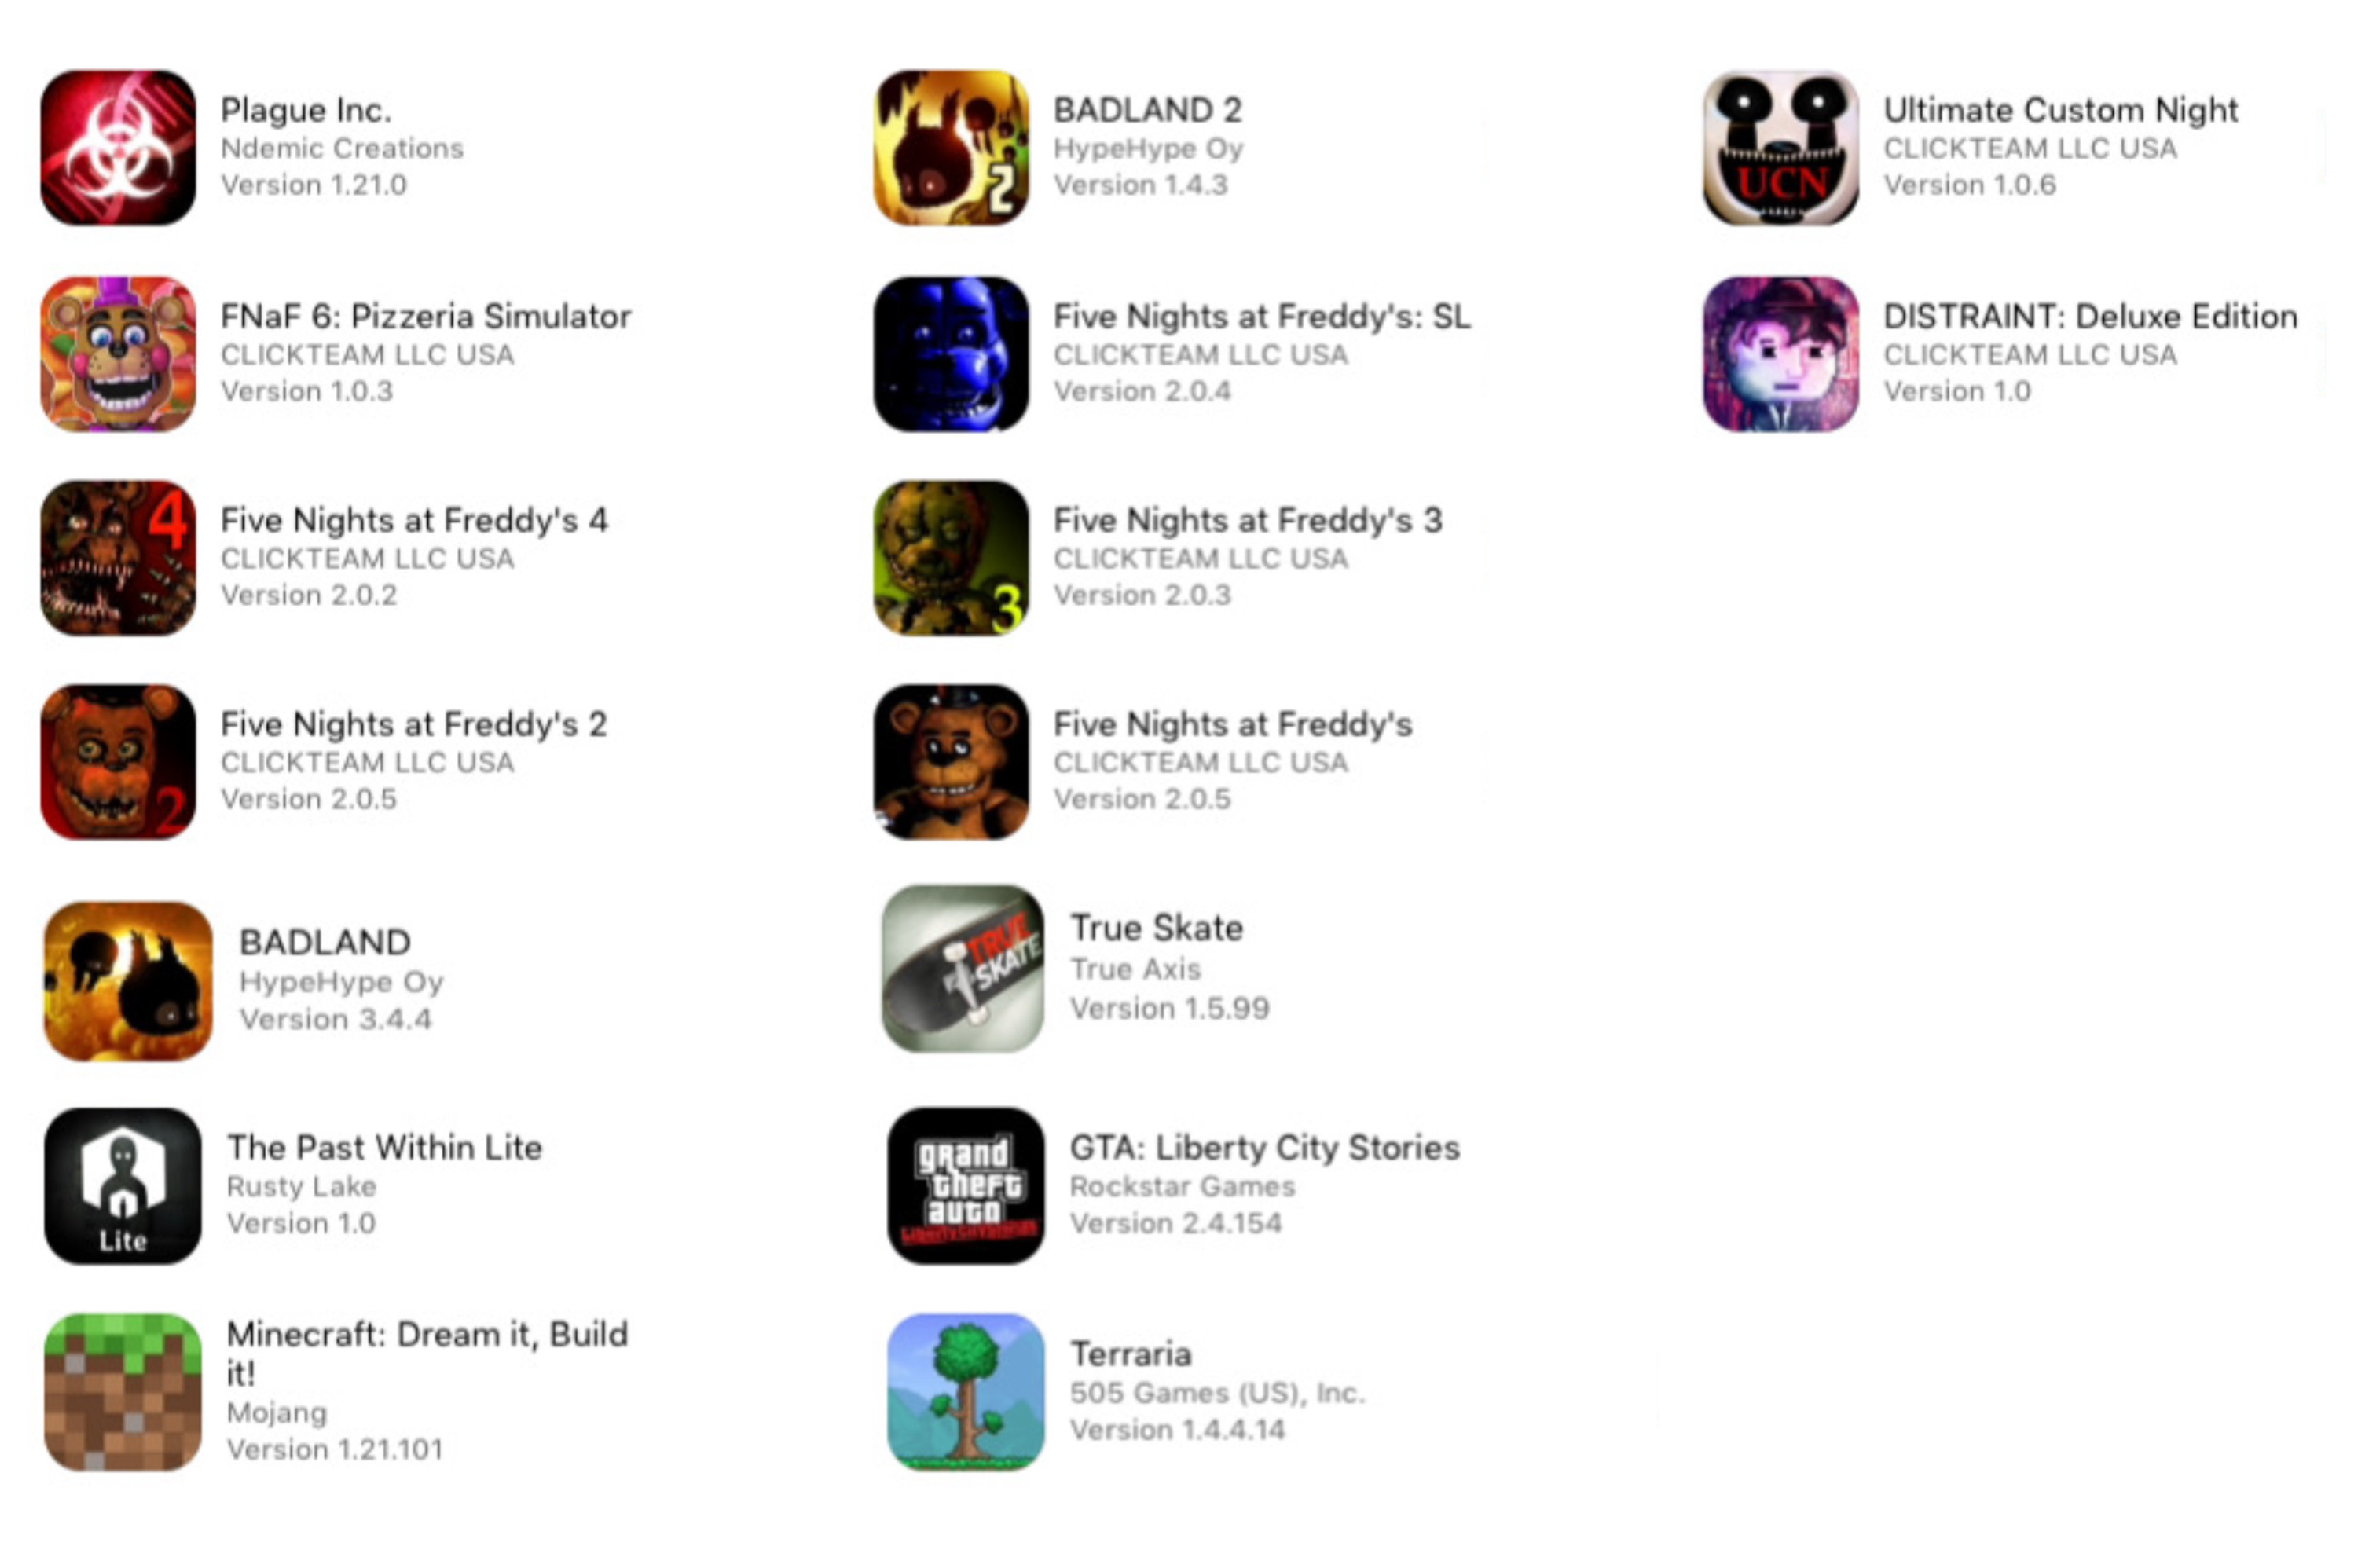 Plague Inc.
Ndemic Creations
Version 1.21.0
BADLAND 2
HypeHype Oy
Version 1.4.3
2
Ultimate Custom Night
CLICKTEAM LLC USA
Version 1.0.6
UCN
FNaF 6: Pizzeria Simulator
CLICKTEAM LLC USA
Version 1.0.3
Five Nights at Freddy's: SL
CLICKTEAM LLC USA
Version 2.0.4
DISTRAINT: Deluxe Edition
CLICKTEAM LLC USA
Version 1.0
4
Five Nights at Freddy's 4
CLICKTEAM LLC USA
Version 2.0.2
3
Five Nights at Freddy's 3
CLICKTEAM LLC USA
Version 2.0.3
2
Five Nights at Freddy's 2
CLICKTEAM LLC USA
Version 2.0.5
Five Nights at Freddy's
CLICKTEAM LLC USA
Version 2.0.5
BADLAND
HypeHype Oy
Version 3.4.4
TRUE
SKATE
True Skate
True Axis
Version 1.5.99
Lite
The Past Within Lite
Rusty Lake
Version 1.0
grand
theft
auto
Liberty City Stories
GTA: Liberty City Stories
Rockstar Games
Version 2.4.154
Minecraft: Dream it, Build
it!
Mojang
Version 1.21.101
Terraria
505 Games (US), Inc.
Version 1.4.4.14